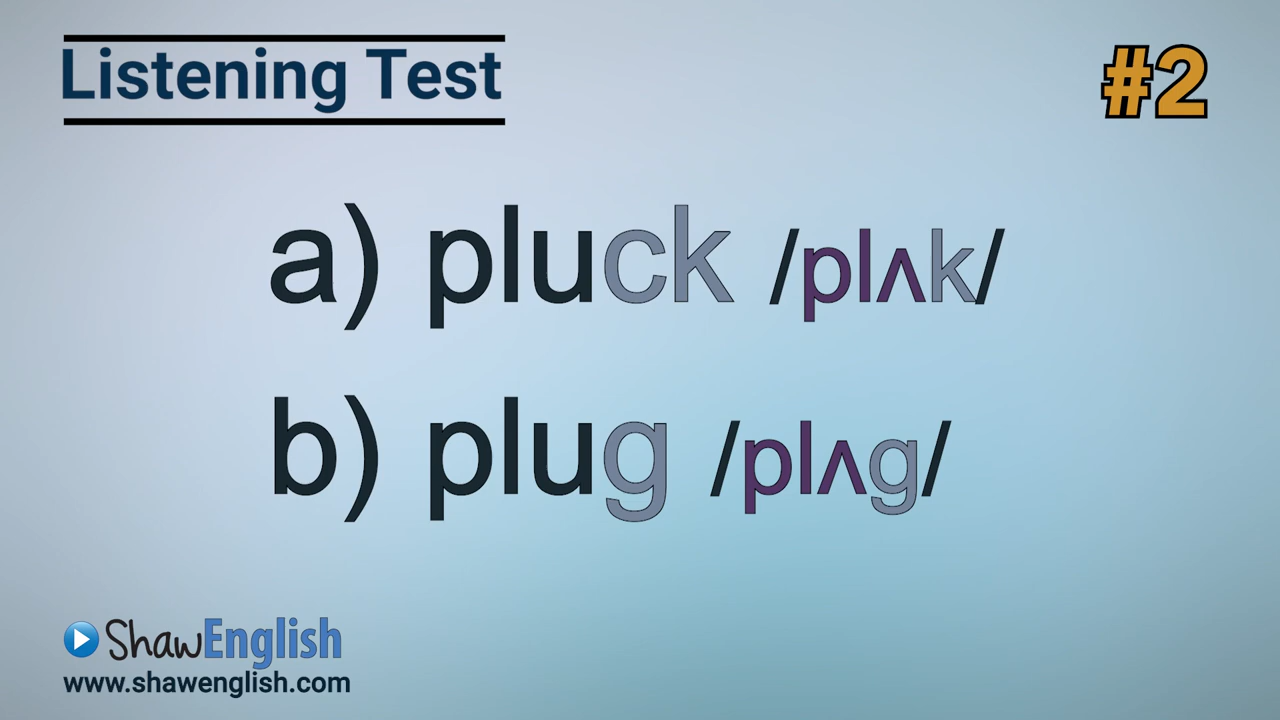 Listening Test
#2
a) pluck /plʌk/
b) plug /plʌg/
ShawEnglish
www.shawenglish.com